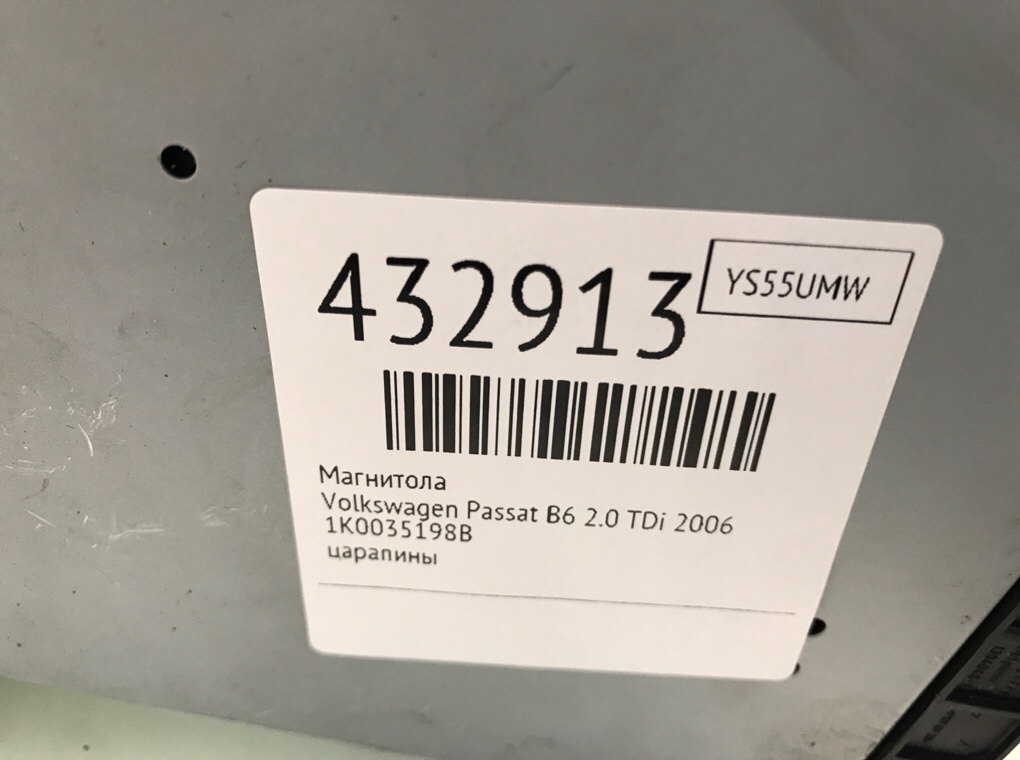 432913
YS55UMW
Магнитола
Volkswagen Passat B6 2.0 TDi 2006
1K0035198B
царапины